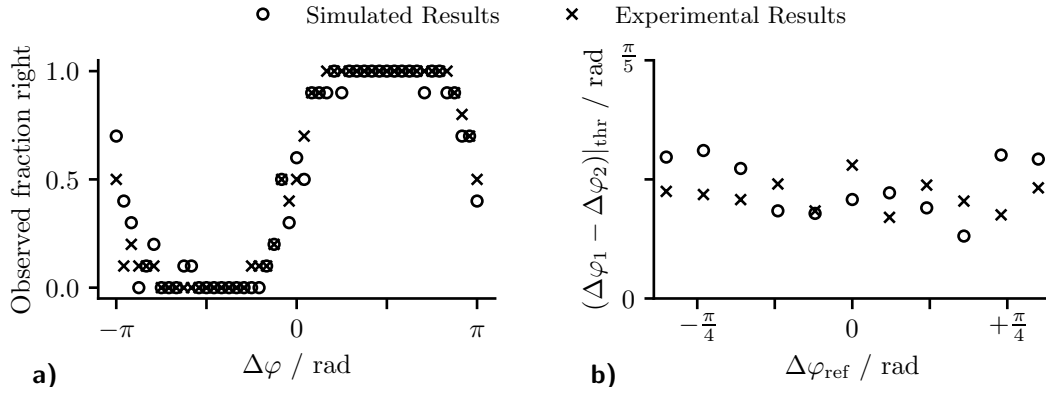 Simulated Results
Experimental Results
Observed fraction right
1.0
0.5
0.0
−π
0
π
Δφ / rad
a)
(Δφ₁ − Δφ₂)|thr / rad
π/5
0
−π/4
0
+π/4
Δφref / rad
b)